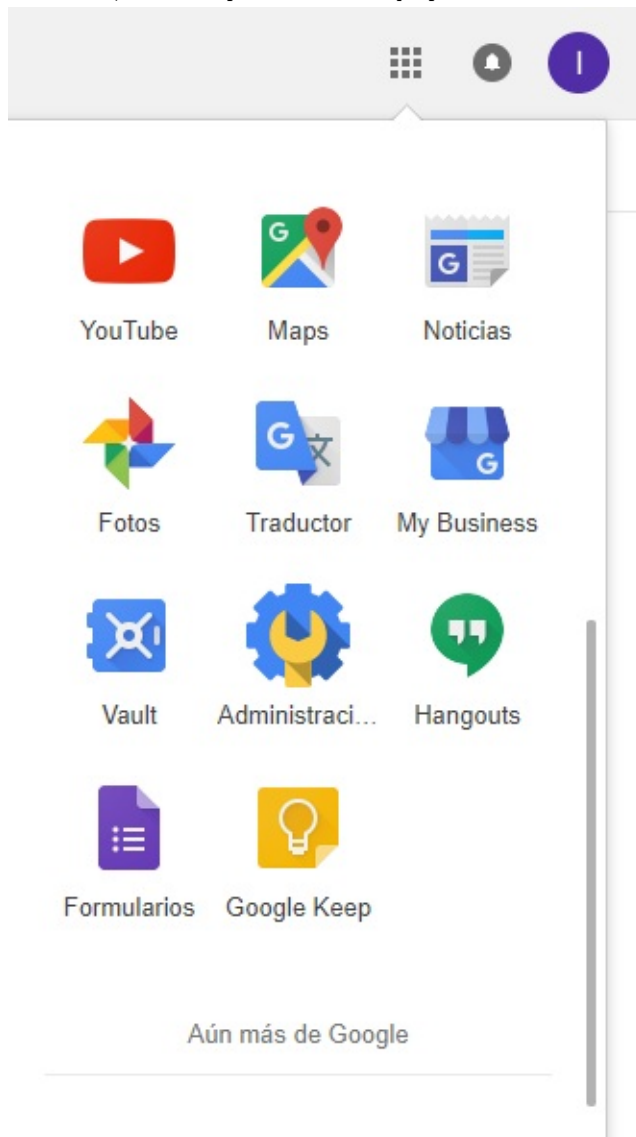 I
YouTube Maps Noticias
Fotos Traductor My Business
Vault Administraci... Hangouts
Formularios Google Keep
Aún más de Google